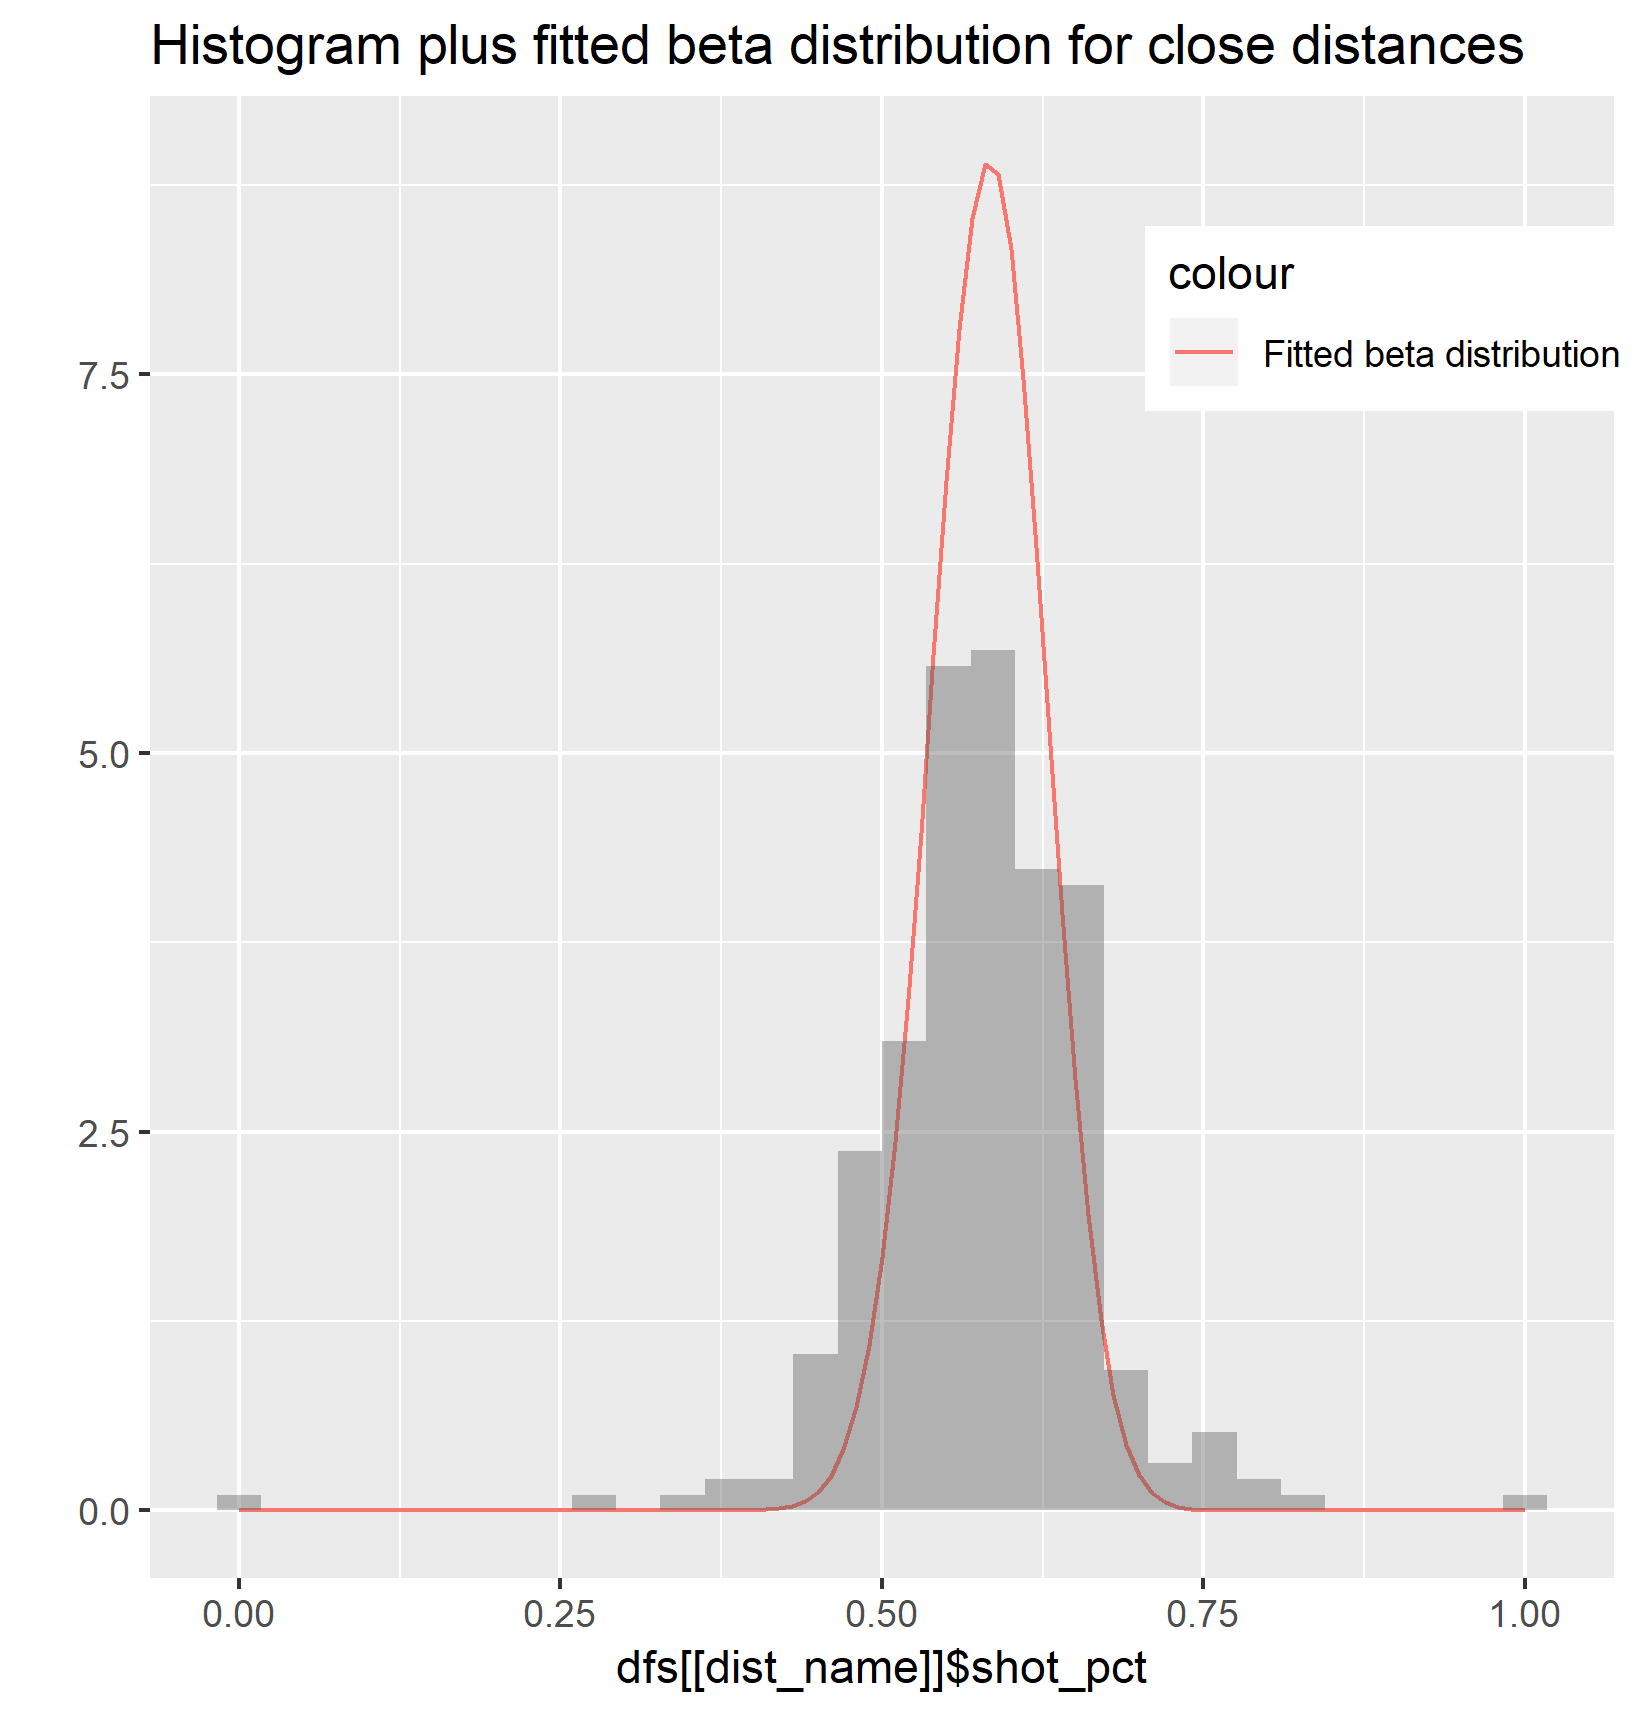 Histogram plus fitted beta distribution for close distances
colour
Fitted beta distribution
7.5
5.0
2.5
0.0
0.00 0.25 0.50 0.75 1.00
dfs[[dist_name]]$shot_pct